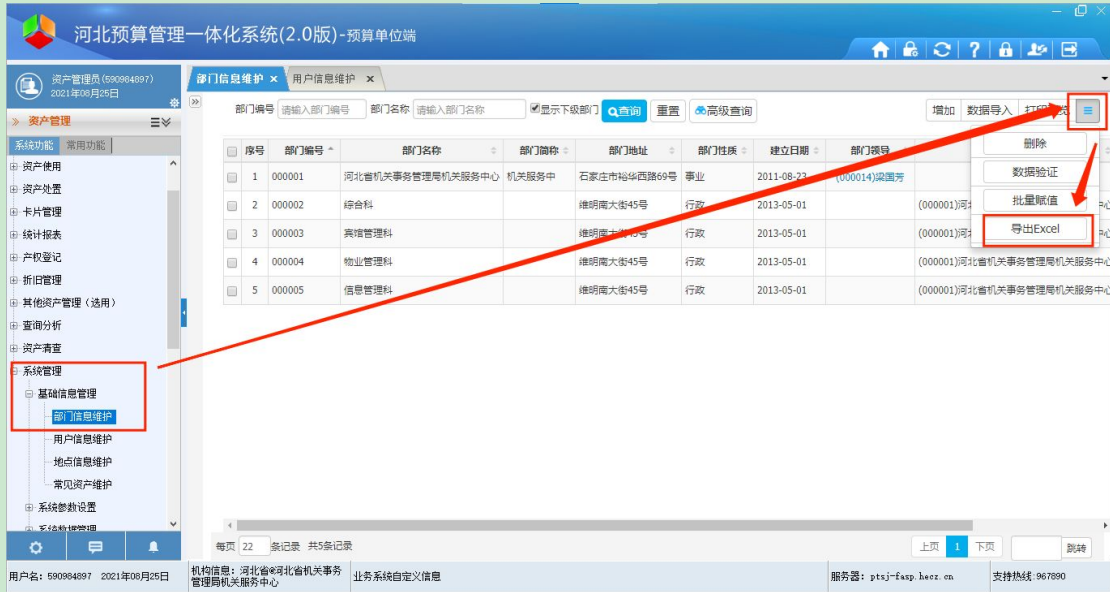 河北预算管理一体化系统(2.0版)-预算单位端
资产管理员(590984897)
2021年08月25日
资产管理
系统功能 常用功能
资产使用
资产处置
卡片管理
统计报表
产权登记
折旧管理
其他资产管理（选用）
查询分析
资产清查
系统管理
基础信息管理
部门信息维护
用户信息维护
地点信息维护
常见资产维护
系统参数设置
系统数据管理
部门信息维护 × 用户信息维护 ×
部门编号 请输入部门编号 部门名称 请输入部门名称 显示下级部门 查询 重置 高级查询 增加 数据导入 打印预览
删除
数据验证
批量赋值
导出Excel
序号 部门编号 部门名称 部门简称 部门地址 部门性质 建立日期 部门领导
1 000001 河北省机关事务管理局机关服务中心 机关服务中 石家庄市裕华西路69号 事业 2011-08-23 (000014)梁国芳
2 000002 综合科 维明南大街45号 行政 2013-05-01 (000001)河
3 000003 宾馆管理科 维明南大街45号 行政 2013-05-01 (000001)河
4 000004 物业管理科 维明南大街45号 行政 2013-05-01 (000001)河北省机关事务管理局机关服务中心
5 000005 信息管理科 维明南大街45号 行政 2013-05-01 (000001)河北省机关事务管理局机关服务中心
每页 22 条记录 共5条记录 上页 1 下页 跳转
用户名: 590984897 2021年08月25日
机构信息: 河北省@河北省机关事务
管理局机关服务中心
业务系统自定义信息
服务器: ptsj-fasp.hecz.cn
支持热线:967890